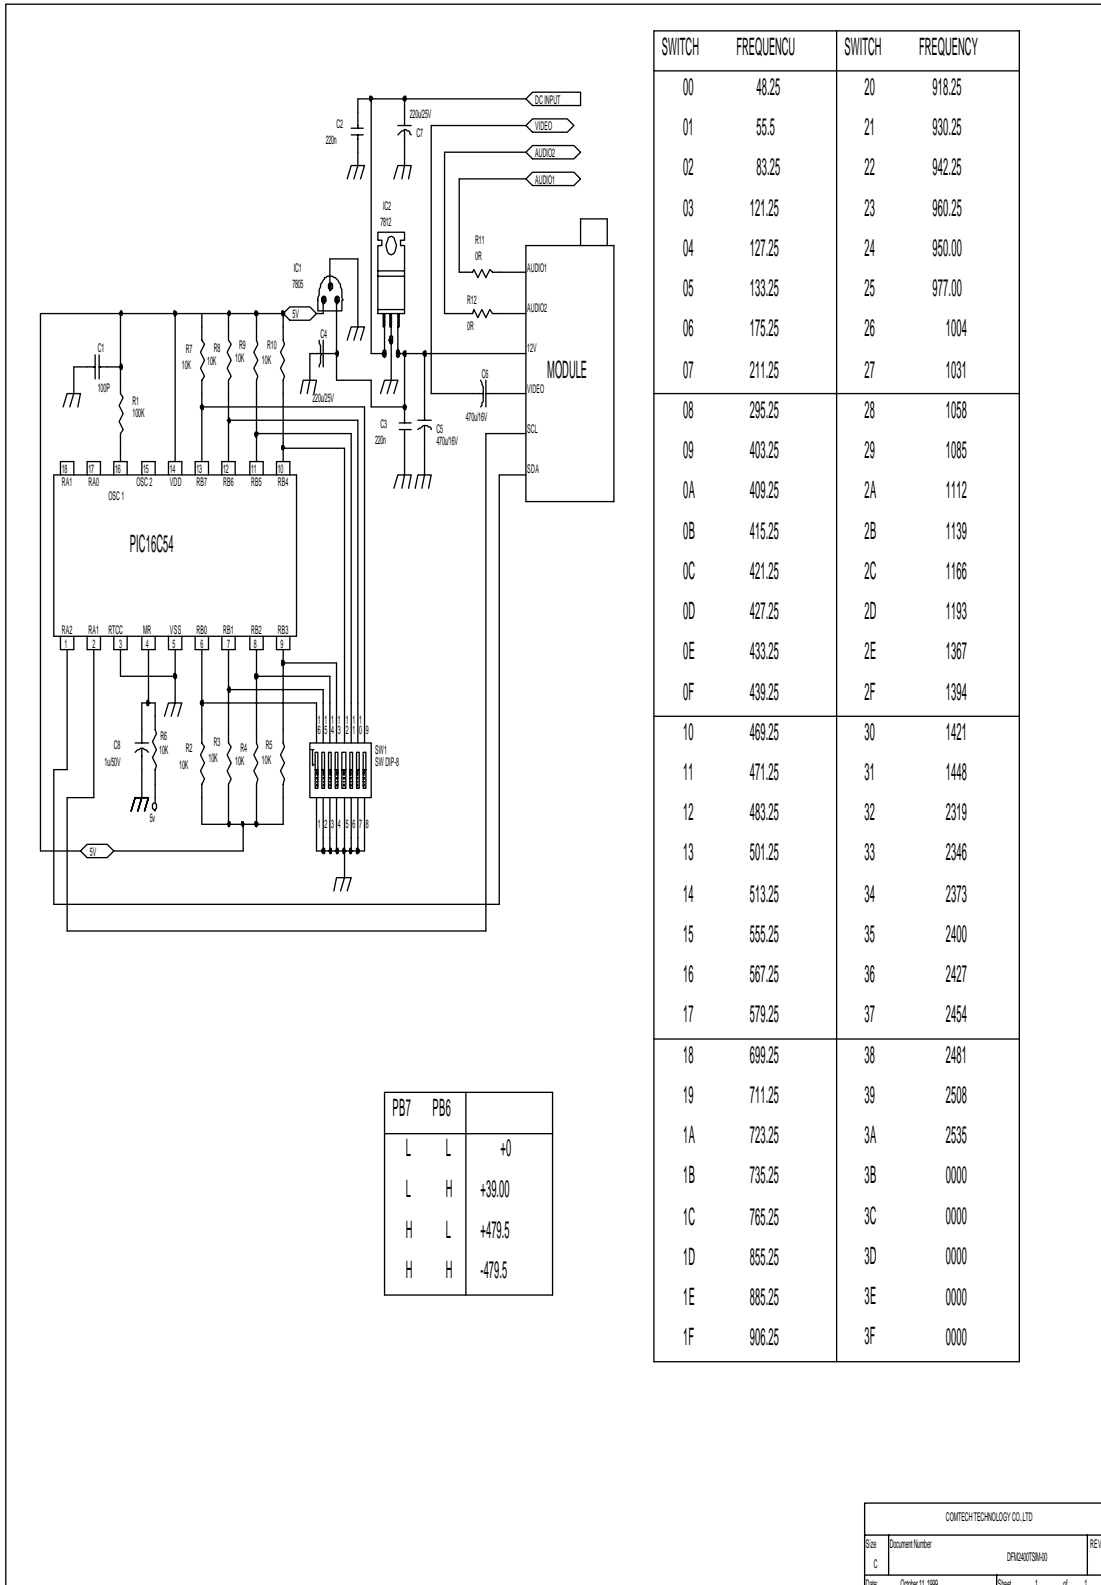 SWITCH FREQUENCU SWITCH FREQUENCY
00 48.25 20 918.25
01 55.5 21 930.25
02 83.25 22 942.25
03 121.25 23 960.25
04 127.25 24 950.00
05 133.25 25 977.00
06 175.25 26 1004
07 211.25 27 1031
08 295.25 28 1058
09 403.25 29 1085
0A 409.25 2A 1112
0B 415.25 2B 1139
0C 421.25 2C 1166
0D 427.25 2D 1193
0E 433.25 2E 1367
0F 439.25 2F 1394
10 469.25 30 1421
11 471.25 31 1448
12 483.25 32 2319
13 501.25 33 2346
14 513.25 34 2373
15 555.25 35 2400
16 567.25 36 2427
17 579.25 37 2454
18 699.25 38 2481
19 711.25 39 2508
1A 723.25 3A 2535
1B 735.25 3B 0000
1C 765.25 3C 0000
1D 855.25 3D 0000
1E 885.25 3E 0000
1F 906.25 3F 0000
DC INPUT
VIDEO
AUDIO2
AUDIO1
C2
220n
220u/25V
C7
IC2
7812
IC1
7805
5V
C4
220u/25V
R11
0R
R12
0R
AUDIO1
AUDIO2
12V
VIDEO
SCL
SDA
MODULE
C6
470u/16V
C3
220n
C5
470u/16V
C1
100P
R1
100K
R7
10K
R8
10K
R9
10K
R10
10K
18 17 16 15 14 13 12 11 10
RA1 RA0 OSC 1 OSC 2 VDD RB7 RB6 RB5 RB4
PIC16C54
RA2 RA1 RTCC MR VSS RB0 RB1 RB2 RB3
1 2 3 4 5 6 7 8 9
C8
1u/50V
R6
10K
5v
R2
10K
R3
10K
R4
10K
R5
10K
16 15 14 13 12 11 10 9
SW1
SW DIP-8
1 2 3 4 5 6 7 8
5V
PB7 PB6
L L +0
L H +39.00
H L +479.5
H H -479.5
COMTECH TECHNOLOGY CO.,LTD
Size Document Number REV
C DFM2400TSIM-00
Date: October 11, 1999 Sheet 1 of 1